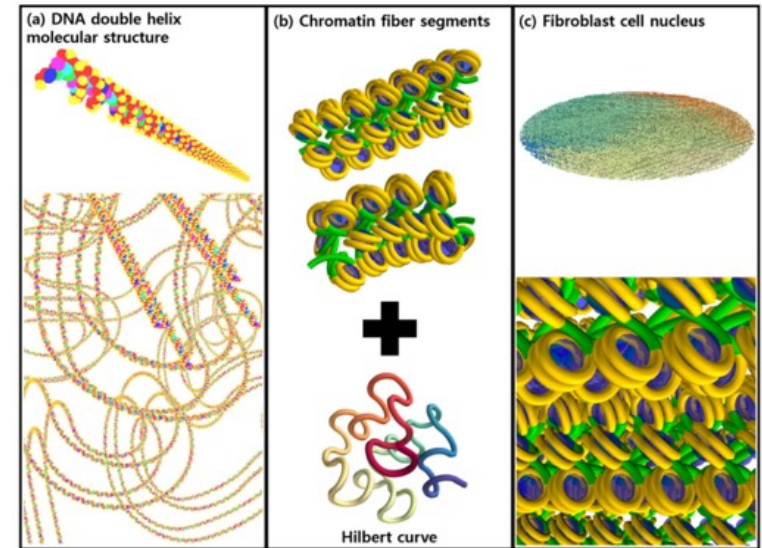 (a) DNA double helix
molecular structure
(b) Chromatin fiber segments
Hilbert curve
(c) Fibroblast cell nucleus